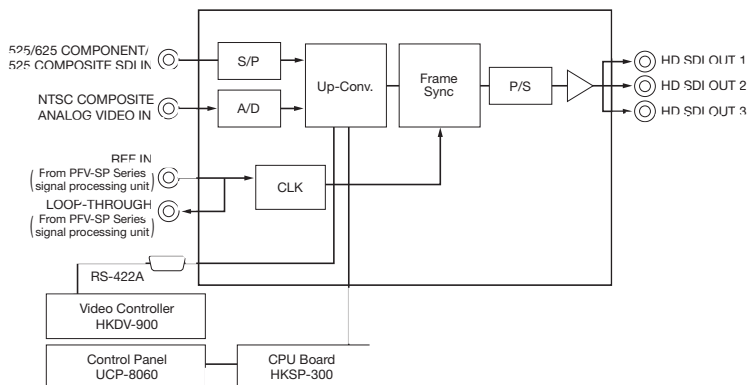 525/625 COMPONENT/
525 COMPOSITE SDI IN
S/P
Up-Conv.
Frame
Sync
P/S
HD SDI OUT 1
HD SDI OUT 2
HD SDI OUT 3
NTSC COMPOSITE
ANALOG VIDEO IN
A/D
REF IN
(From PFV-SP Series
signal processing unit)
CLK
LOOP-THROUGH
(From PFV-SP Series
signal processing unit)
RS-422A
Video Controller
HKDV-900
Control Panel
UCP-8060
CPU Board
HKSP-300